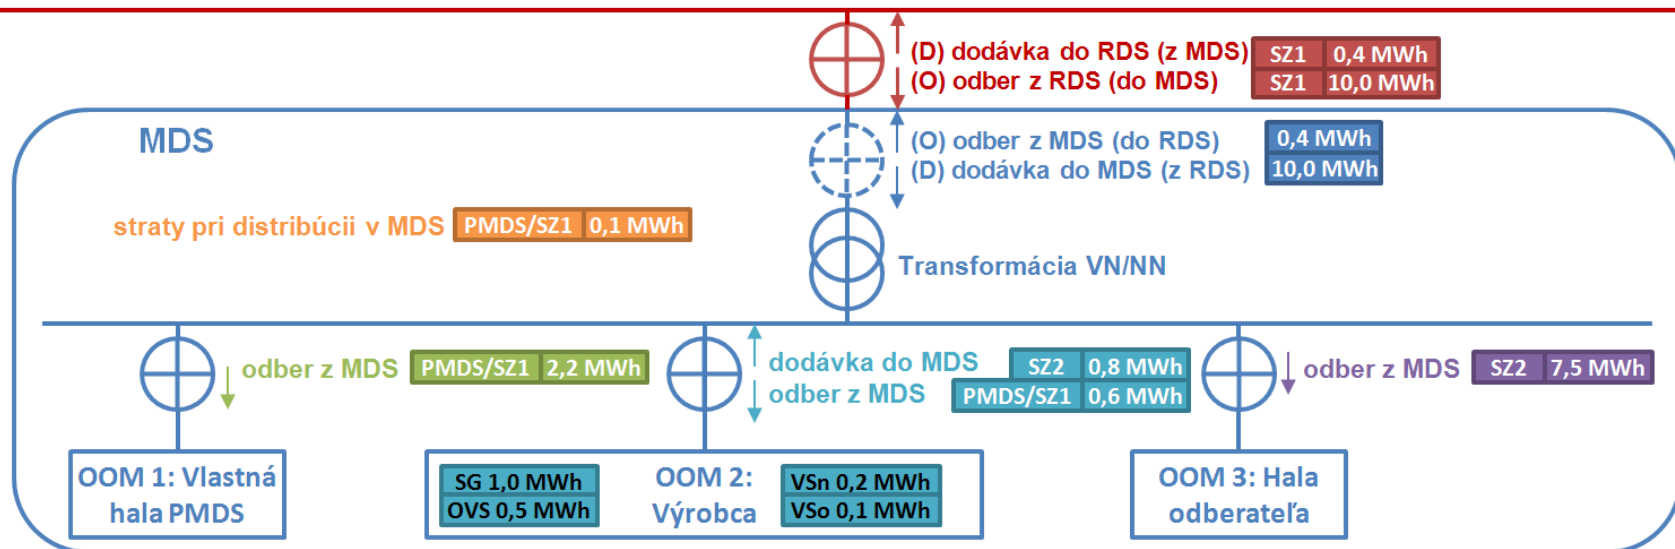 (D) dodávka do RDS (z MDS) SZ1 0,4 MWh
(O) odber z RDS (do MDS) SZ1 10,0 MWh
MDS
(O) odber z MDS (do RDS) 0,4 MWh
(D) dodávka do MDS (z RDS) 10,0 MWh
straty pri distribúcii v MDS PMDS/SZ1 0,1 MWh
Transformácia VN/NN
odber z MDS PMDS/SZ1 2,2 MWh
dodávka do MDS SZ2 0,8 MWh
odber z MDS PMDS/SZ1 0,6 MWh
odber z MDS SZ2 7,5 MWh
OOM 1: Vlastná
hala PMDS
SG 1,0 MWh
OVS 0,5 MWh
OOM 2:
Výrobca
VSn 0,2 MWh
VSo 0,1 MWh
OOM 3: Hala
odberateľa